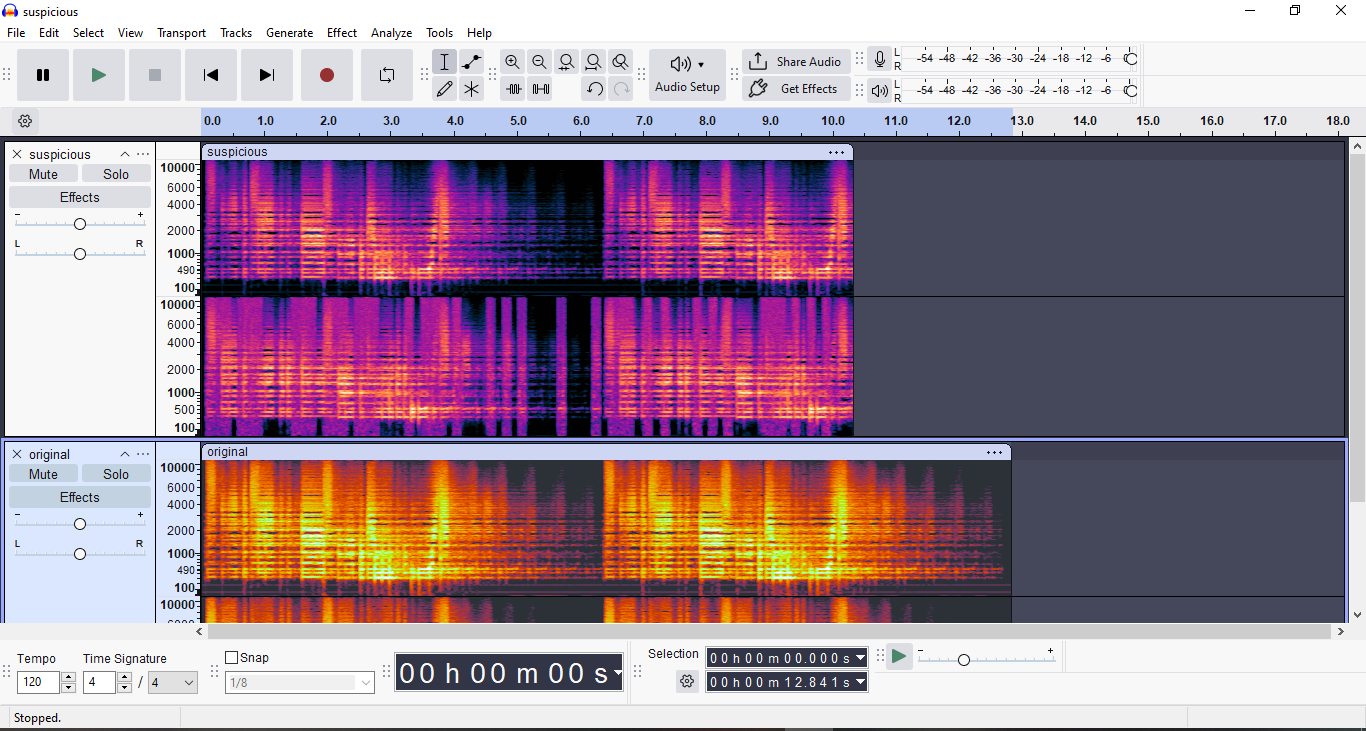 suspicious
File Edit Select View Transport Tracks Generate Effect Analyze Tools Help
Share Audio
Audio Setup
Get Effects
L
R
-54 -48 -42 -36 -30 -24 -18 -12 -6 0
L
R
-54 -48 -42 -36 -30 -24 -18 -12 -6 0
0.0 1.0 2.0 3.0 4.0 5.0 6.0 7.0 8.0 9.0 10.0 11.0 12.0 13.0 14.0 15.0 16.0 17.0 18.0
suspicious
Mute Solo
Effects
- +
L R
10000
6000
4000
2000
1000
490
100
suspicious
10000
6000
4000
2000
1000
500
100
original
Mute Solo
Effects
- +
L R
10000
6000
4000
2000
1000
490
100
original
10000
Tempo
120
Time Signature
4 / 4
Snap
1/8
00 h 00 m 00 s
Selection
00 h 00 m 00.000 s
00 h 00 m 12.841 s
- +
Stopped.